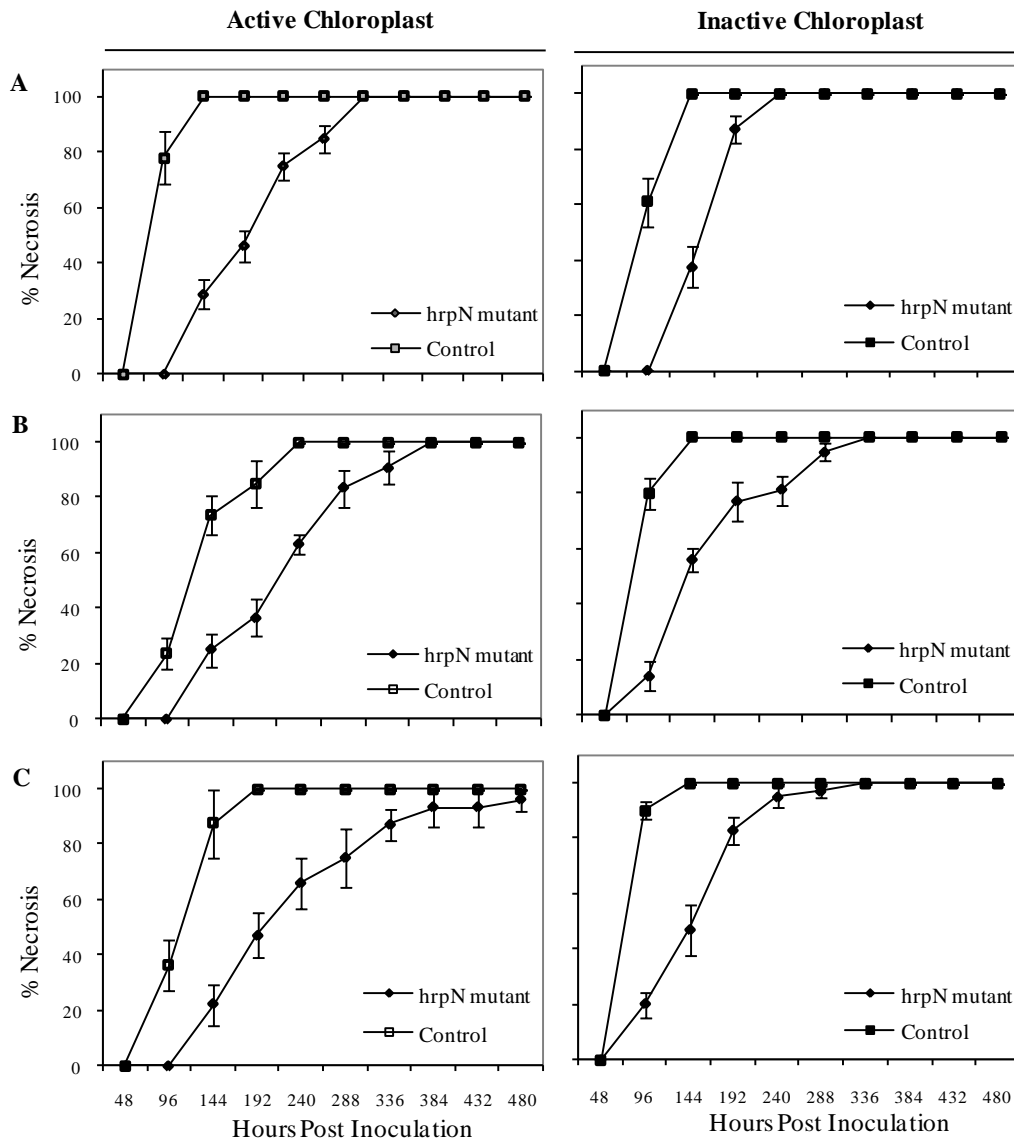 Active Chloroplast
Inactive Chloroplast
A
100
80
60
40
20
0
% Necrosis
hrpN mutant
Control
hrpN mutant
Control
B
100
80
60
40
20
0
% Necrosis
hrpN mutant
Control
hrpN mutant
Control
C
100
80
60
40
20
0
% Necrosis
hrpN mutant
Control
hrpN mutant
Control
48 96 144 192 240 288 336 384 432 480
Hours Post Inoculation
48 96 144 192 240 288 336 384 432 480
Hours Post Inoculation